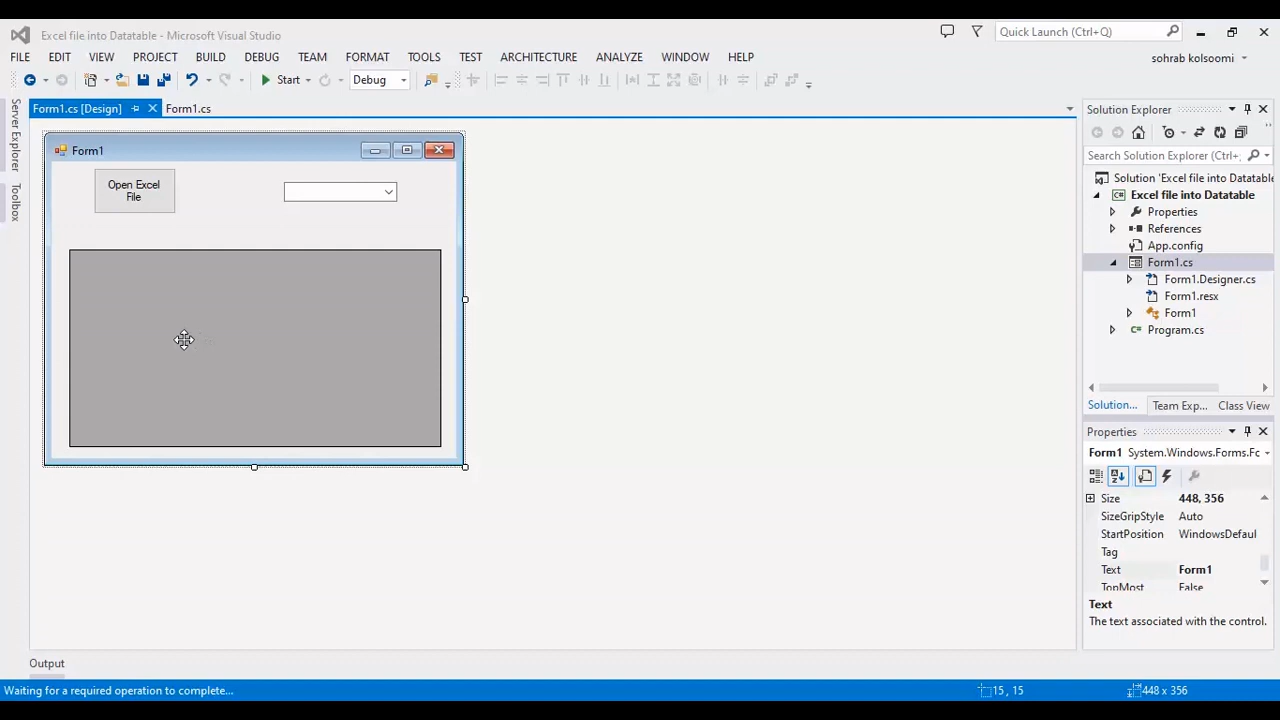 Excel file into Datatable - Microsoft Visual Studio
Quick Launch (Ctrl+Q)
FILE EDIT VIEW PROJECT BUILD DEBUG TEAM FORMAT TOOLS TEST ARCHITECTURE ANALYZE WINDOW HELP
sohrab kolsoomi
Start Debug
Form1.cs [Design] Form1.cs
Server Explorer
Toolbox
Form1
Open Excel
File
Solution Explorer
Search Solution Explorer (Ctrl+;
Solution 'Excel file into Datatable
Excel file into Datatable
Properties
References
App.config
Form1.cs
Form1.Designer.cs
Form1.resx
Form1
Program.cs
Solution... Team Exp... Class View
Properties
Form1 System.Windows.Forms.Fc
Size 448, 356
SizeGripStyle Auto
StartPosition WindowsDefaul
Tag
Text Form1
TopMost False
Text
The text associated with the control.
Output
Waiting for a required operation to complete... 15 , 15 448 x 356